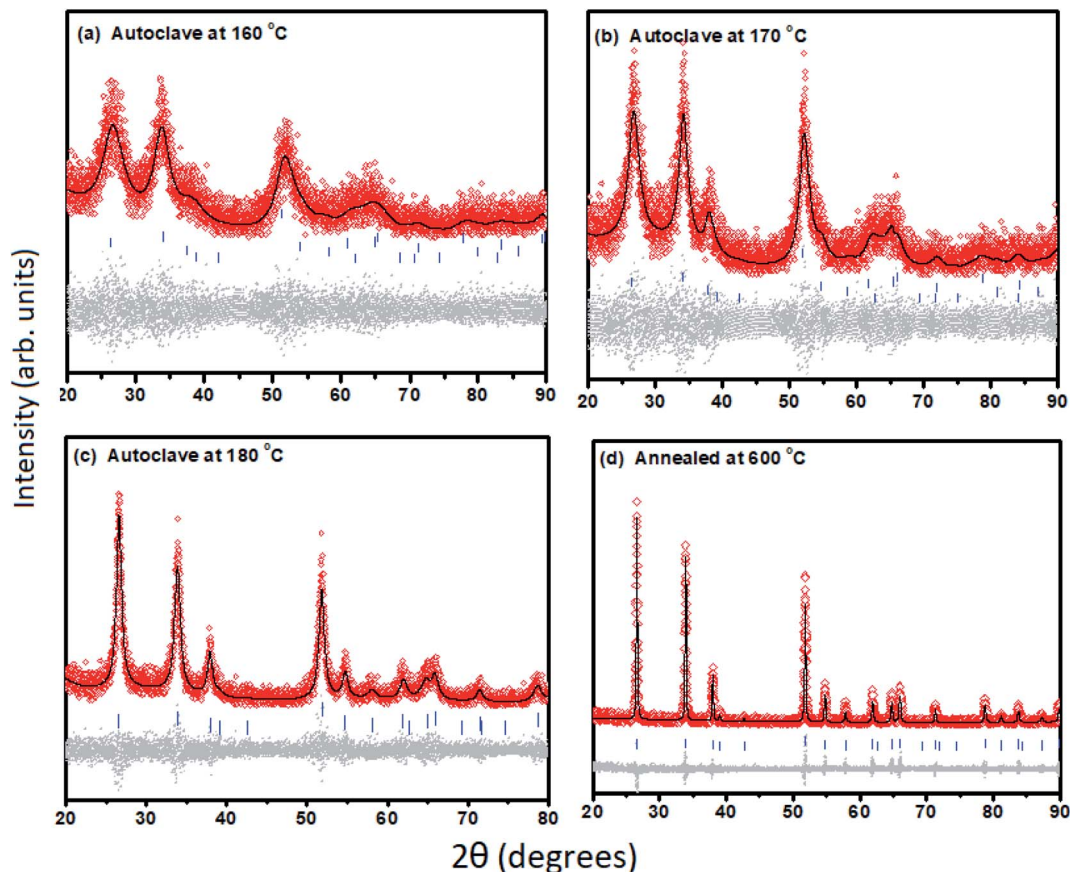 (a) Autoclave at 160 °C
20 30 40 50 60 70 80 90
(b) Autoclave at 170 °C
20 30 40 50 60 70 80 90
(c) Autoclave at 180 °C
20 30 40 50 60 70 80
(d) Annealed at 600 °C
20 30 40 50 60 70 80 90
Intensity (arb. units)
2θ (degrees)